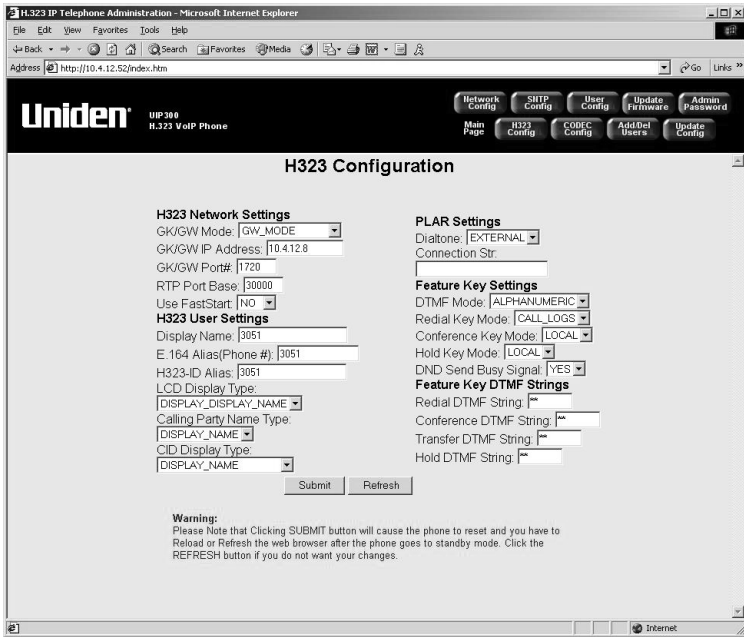 H.323 IP Telephone Administration - Microsoft Internet Explorer
File Edit View Favorites Tools Help
Back Search Favorites Media
Address http://10.4.12.52/index.htm Go Links »
Uniden®
UIP300
H.323 VoIP Phone
Network Config SNTP Config User Config Update Firmware Admin Password
Main Page H323 Config CODEC Config Add/Del Users Update Config
H323 Configuration
H323 Network Settings
GK/GW Mode: GW_MODE
GK/GW IP Address: 10.4.12.8
GK/GW Port#: 1720
RTP Port Base: 30000
Use FastStart: NO
H323 User Settings
Display Name: 3051
E.164 Alias(Phone #): 3051
H323-ID Alias: 3051
LCD Display Type:
DISPLAY_DISPLAY_NAME
Calling Party Name Type:
DISPLAY_NAME
CID Display Type:
DISPLAY_NAME
PLAR Settings
Dialtone: EXTERNAL
Connection Str:
Feature Key Settings
DTMF Mode: ALPHANUMERIC
Redial Key Mode: CALL_LOGS
Conference Key Mode: LOCAL
Hold Key Mode: LOCAL
DND Send Busy Signal: YES
Feature Key DTMF Strings
Redial DTMF String: **
Conference DTMF String: **
Transfer DTMF String: **
Hold DTMF String: **
Submit Refresh
Warning:
Please Note that Clicking SUBMIT button will cause the phone to reset and you have to
Reload or Refresh the web browser after the phone goes to standby mode. Click the
REFRESH button if you do not want your changes.
Internet